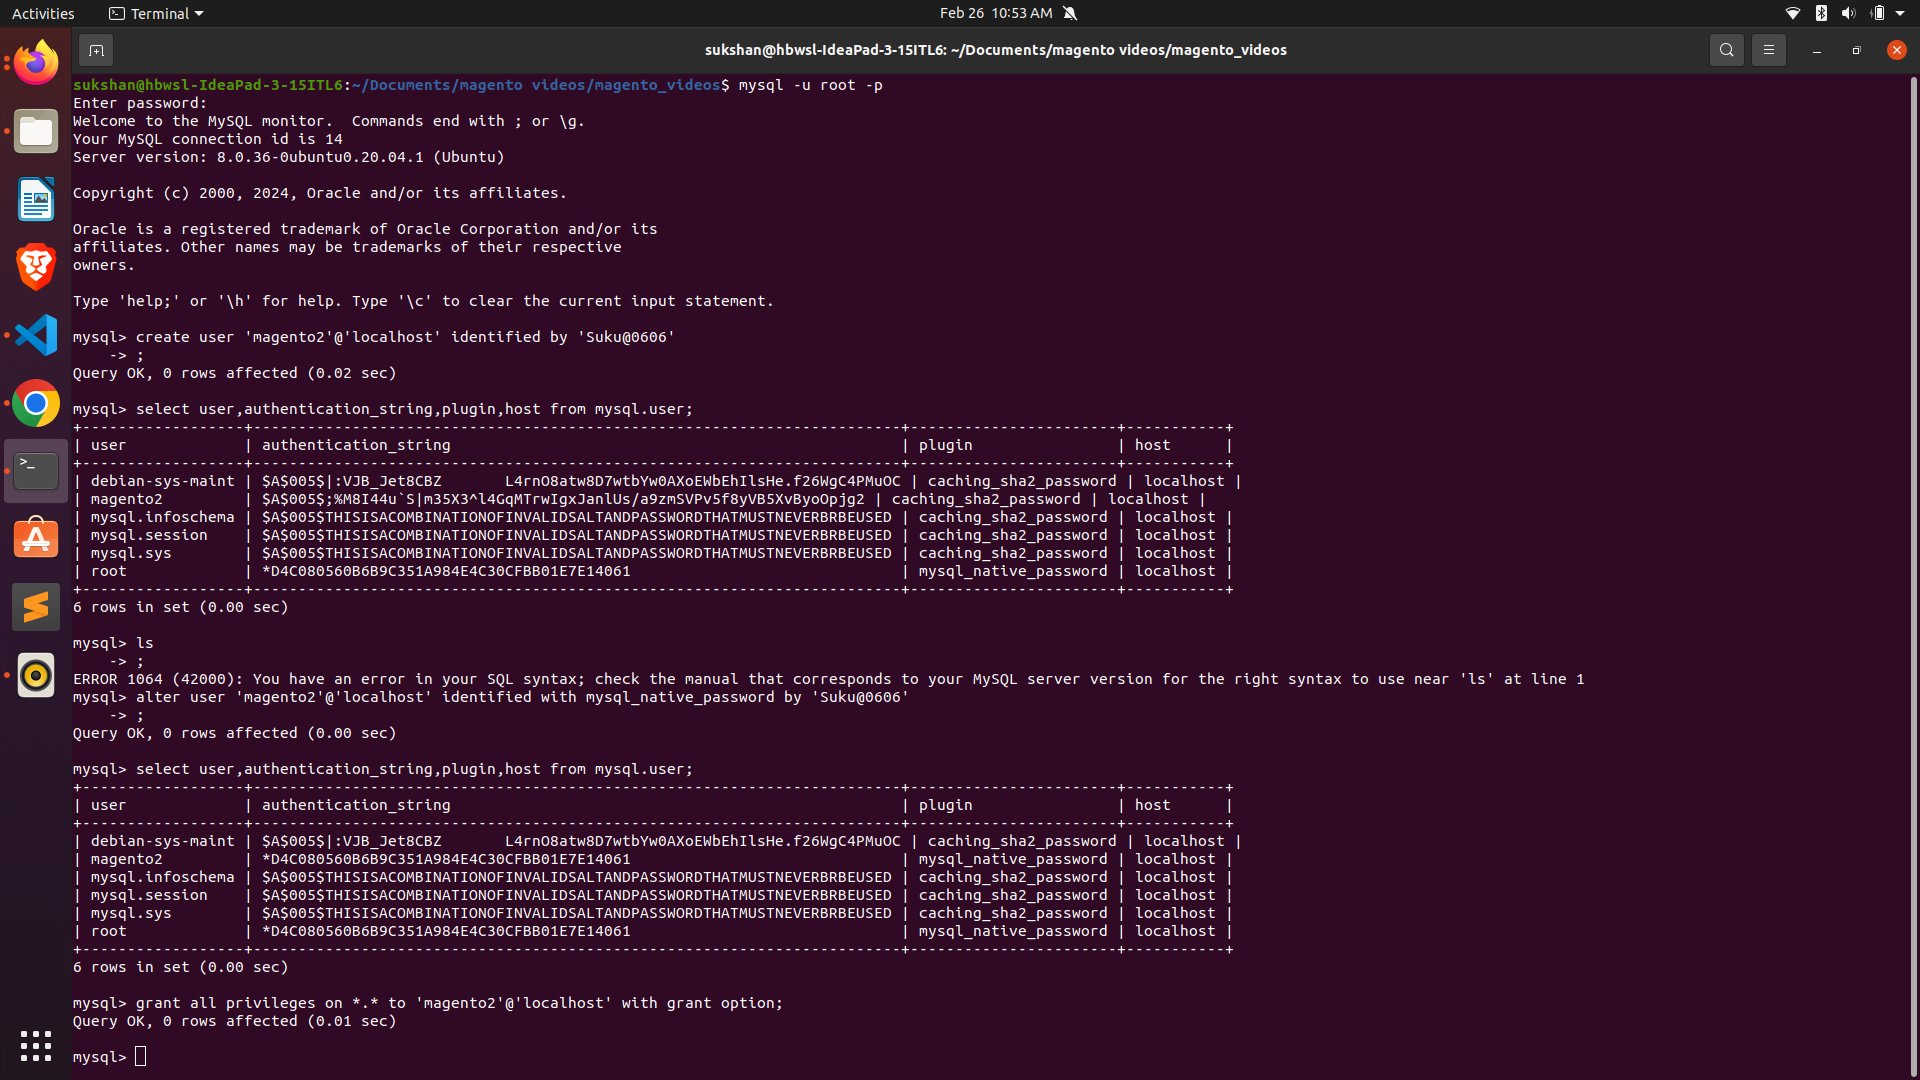 Activities
Terminal
Feb 26 10:53 AM
sukshan@hbwsl-IdeaPad-3-15ITL6: ~/Documents/magento videos/magento_videos
sukshan@hbwsl-IdeaPad-3-15ITL6:~/Documents/magento videos/magento_videos$ mysql -u root -p
Enter password:
Welcome to the MySQL monitor.  Commands end with ; or \g.
Your MySQL connection id is 14
Server version: 8.0.36-0ubuntu0.20.04.1 (Ubuntu)
Copyright (c) 2000, 2024, Oracle and/or its affiliates.
Oracle is a registered trademark of Oracle Corporation and/or its
affiliates. Other names may be trademarks of their respective
owners.
Type 'help;' or '\h' for help. Type '\c' to clear the current input statement.
mysql> create user 'magento2'@'localhost' identified by 'Suku@0606'
    -> ;
Query OK, 0 rows affected (0.02 sec)
mysql> select user,authentication_string,plugin,host from mysql.user;
+------------------+------------------------------------------------------------------------+-----------------------+-----------+
| user             | authentication_string                                                  | plugin                | host      |
+------------------+------------------------------------------------------------------------+-----------------------+-----------+
| debian-sys-maint | $A$005$|:VJB_Jet8CBZ       L4rnO8atw8D7wtbYw0AXoEWbEhIlsHe.f26WgC4PMuOC | caching_sha2_password | localhost |
| magento2         | $A$005$;%M8I44u`S|m35X3^l4GqMTrwIgxJanlUs/a9zmSVPv5f8yVB5XvByoOpjg2 | caching_sha2_password | localhost |
| mysql.infoschema | $A$005$THISISACOMBINATIONOFINVALIDSALTANDPASSWORDTHATMUSTNEVERBRBEUSED | caching_sha2_password | localhost |
| mysql.session    | $A$005$THISISACOMBINATIONOFINVALIDSALTANDPASSWORDTHATMUSTNEVERBRBEUSED | caching_sha2_password | localhost |
| mysql.sys        | $A$005$THISISACOMBINATIONOFINVALIDSALTANDPASSWORDTHATMUSTNEVERBRBEUSED | caching_sha2_password | localhost |
| root             | *D4C080560B6B9C351A984E4C30CFBB01E7E14061                              | mysql_native_password | localhost |
+------------------+------------------------------------------------------------------------+-----------------------+-----------+
6 rows in set (0.00 sec)
mysql> ls
    -> ;
ERROR 1064 (42000): You have an error in your SQL syntax; check the manual that corresponds to your MySQL server version for the right syntax to use near 'ls' at line 1
mysql> alter user 'magento2'@'localhost' identified with mysql_native_password by 'Suku@0606'
    -> ;
Query OK, 0 rows affected (0.00 sec)
mysql> select user,authentication_string,plugin,host from mysql.user;
+------------------+------------------------------------------------------------------------+-----------------------+-----------+
| user             | authentication_string                                                  | plugin                | host      |
+------------------+------------------------------------------------------------------------+-----------------------+-----------+
| debian-sys-maint | $A$005$|:VJB_Jet8CBZ       L4rnO8atw8D7wtbYw0AXoEWbEhIlsHe.f26WgC4PMuOC | caching_sha2_password | localhost |
| magento2         | *D4C080560B6B9C351A984E4C30CFBB01E7E14061                              | mysql_native_password | localhost |
| mysql.infoschema | $A$005$THISISACOMBINATIONOFINVALIDSALTANDPASSWORDTHATMUSTNEVERBRBEUSED | caching_sha2_password | localhost |
| mysql.session    | $A$005$THISISACOMBINATIONOFINVALIDSALTANDPASSWORDTHATMUSTNEVERBRBEUSED | caching_sha2_password | localhost |
| mysql.sys        | $A$005$THISISACOMBINATIONOFINVALIDSALTANDPASSWORDTHATMUSTNEVERBRBEUSED | caching_sha2_password | localhost |
| root             | *D4C080560B6B9C351A984E4C30CFBB01E7E14061                              | mysql_native_password | localhost |
+------------------+------------------------------------------------------------------------+-----------------------+-----------+
6 rows in set (0.00 sec)
mysql> grant all privileges on *.* to 'magento2'@'localhost' with grant option;
Query OK, 0 rows affected (0.01 sec)
mysql>